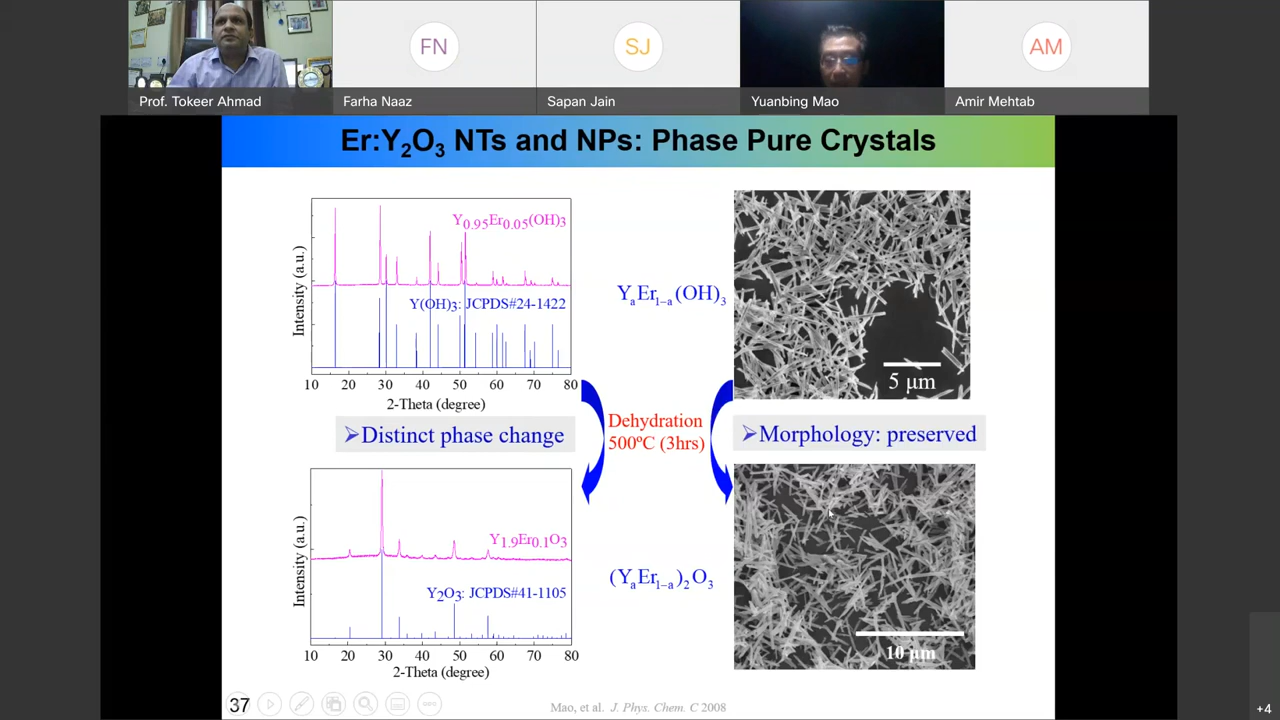 FN
SJ
AM
Prof. Tokeer Ahmad
Farha Naaz
Sapan Jain
Yuanbing Mao
Amir Mehtab
Er:Y2O3 NTs and NPs: Phase Pure Crystals
Intensity (a.u.)
Y0.95Er0.05(OH)3
Y(OH)3: JCPDS#24-1422
10 20 30 40 50 60 70 80
2-Theta (degree)
YaEr1-a(OH)3
5 μm
➢Distinct phase change
Dehydration
500ºC (3hrs)
➢Morphology: preserved
Intensity (a.u.)
Y1.9Er0.1O3
Y2O3: JCPDS#41-1105
10 20 30 40 50 60 70 80
2-Theta (degree)
(YaEr1-a)2O3
10 μm
37
Mao, et al. J. Phys. Chem. C 2008
+4